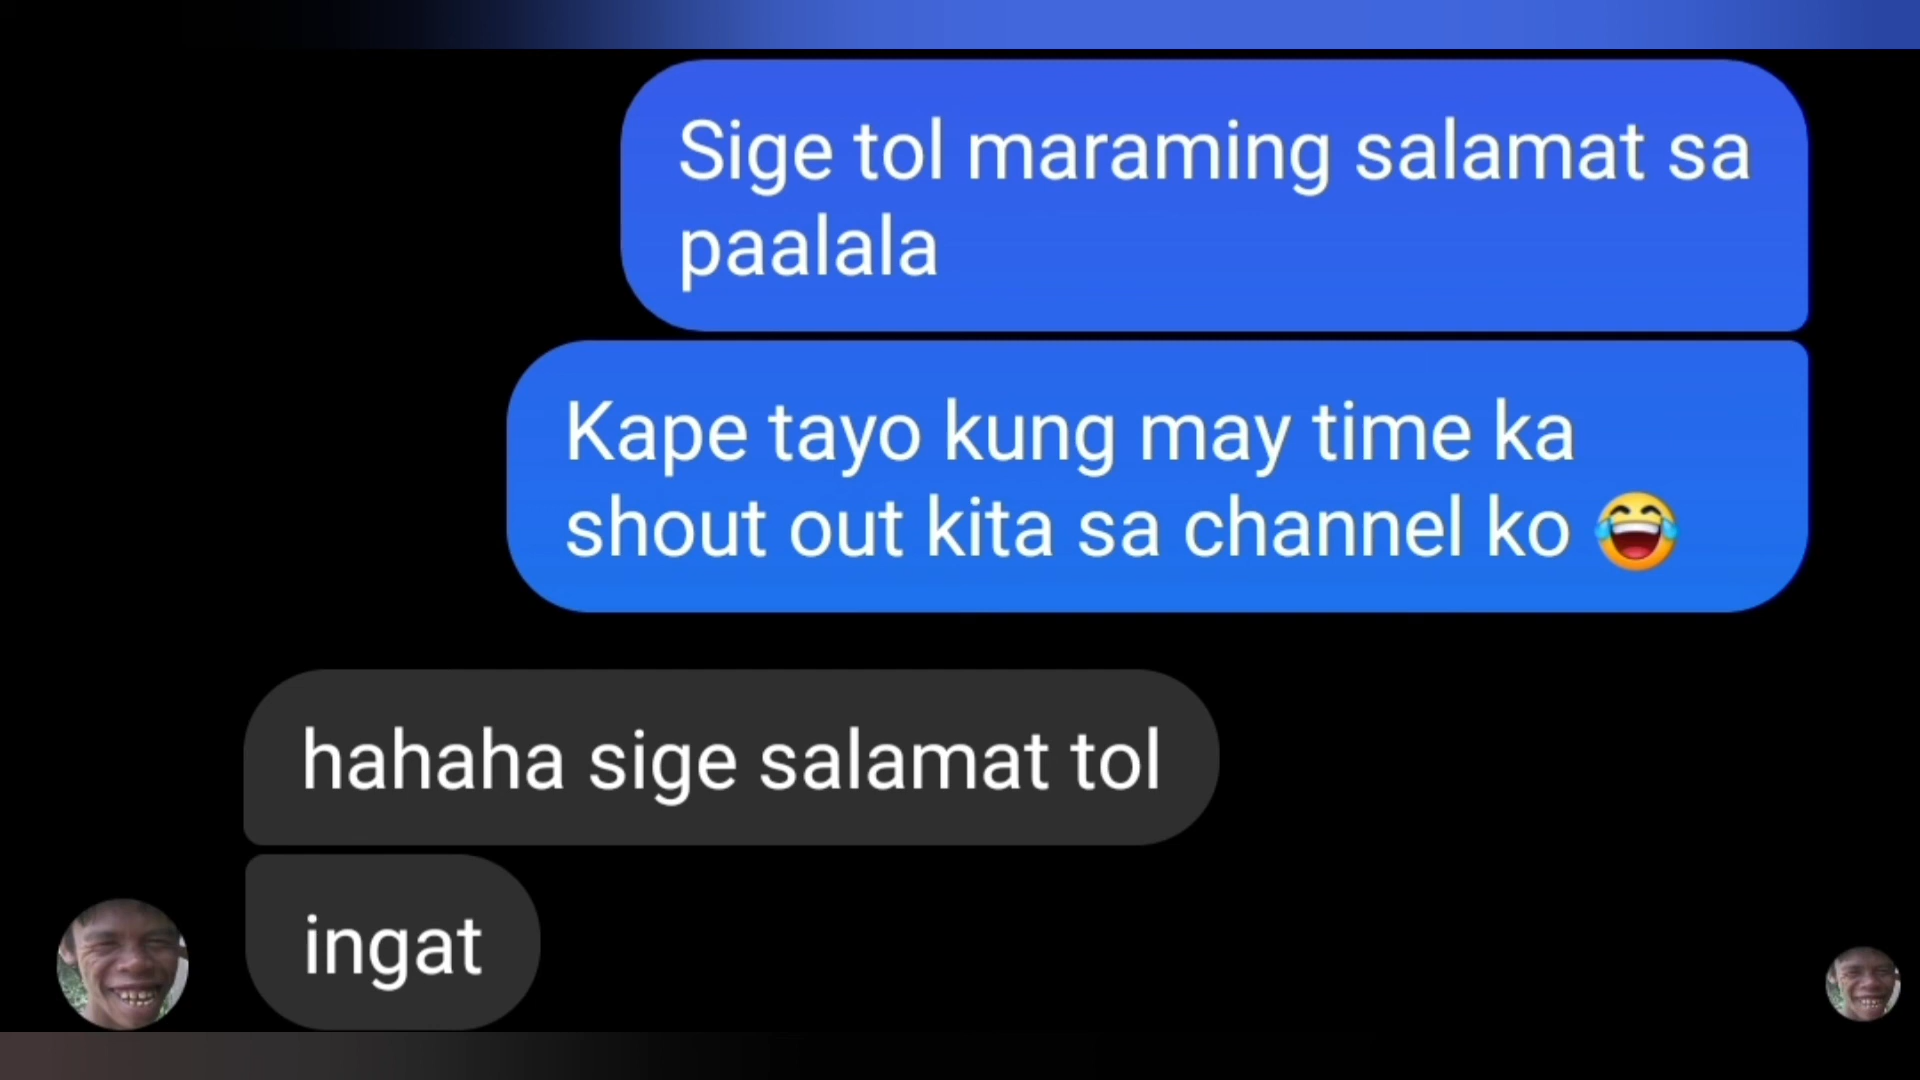 Sige tol maraming salamat sa
paalala
Kape tayo kung may time ka
shout out kita sa channel ko 😂
hahaha sige salamat tol
ingat